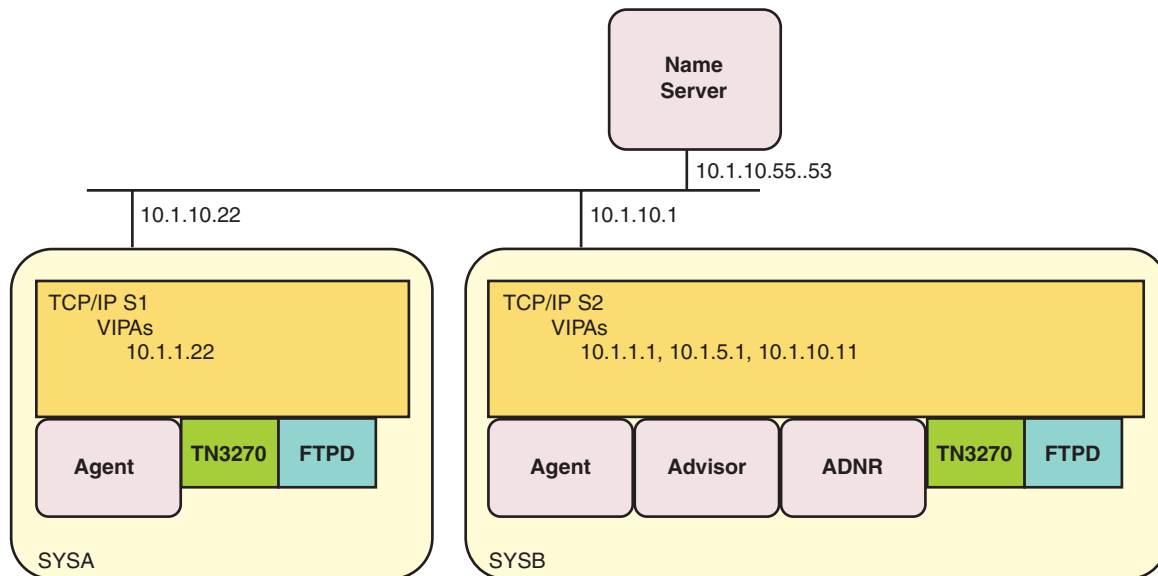 Name
Server
10.1.10.55..53
10.1.10.22
10.1.10.1
TCP/IP S1
VIPAs
10.1.1.22
Agent
TN3270
FTPD
SYSA
TCP/IP S2
VIPAs
10.1.1.1, 10.1.5.1, 10.1.10.11
Agent
Advisor
ADNR
TN3270
FTPD
SYSB